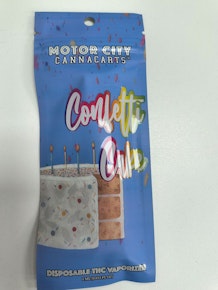 MOTOR CITY
CANNACARTS
Confetti
Cake
DISPOSABLE THC VAPORIZER